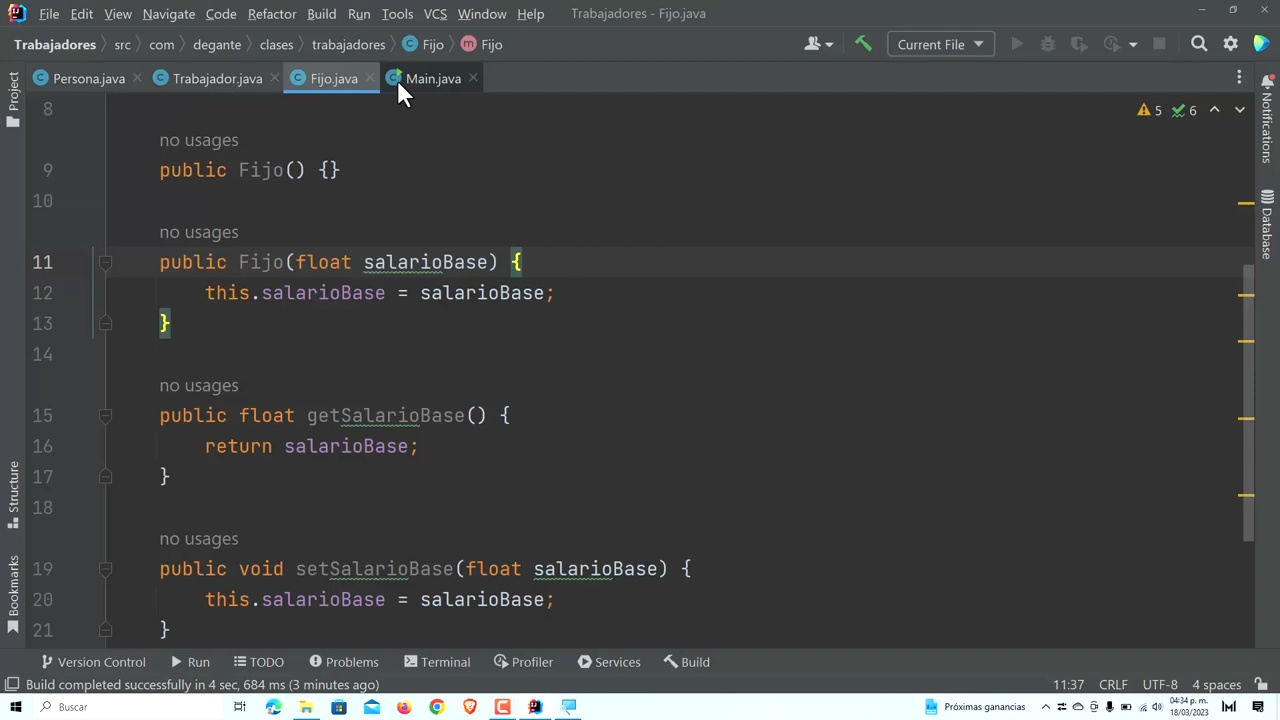 File Edit View Navigate Code Refactor Build Run Tools VCS Window Help Trabajadores - Fijo.java
Trabajadores src com degante clases trabajadores Fijo Fijo Current File
Project
Persona.java Trabajador.java Fijo.java Main.java
Notifications
8
5 6
no usages
9 public Fijo() {}
10
Database
no usages
11 public Fijo(float salarioBase) {
12 this.salarioBase = salarioBase;
13 }
14
no usages
15 public float getSalarioBase() {
16 return salarioBase;
17 }
18
Structure
no usages
19 public void setSalarioBase(float salarioBase) {
20 this.salarioBase = salarioBase;
21 }
Bookmarks
Version Control Run TODO Problems Terminal Profiler Services Build
Build completed successfully in 4 sec, 684 ms (3 minutes ago) 11:37 CRLF UTF-8 4 spaces
Buscar Próximas ganancias 04:34 p. m.
18/03/2023